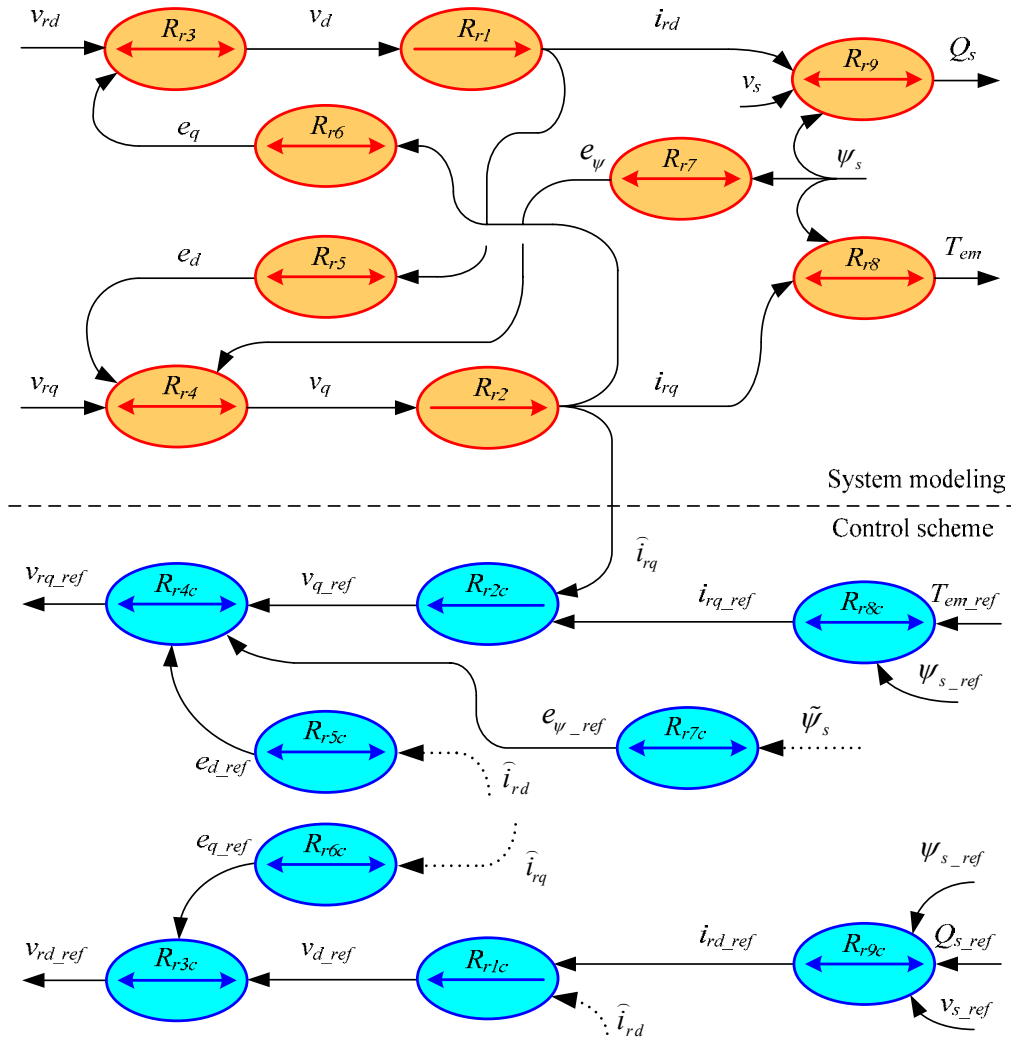 v_rd
R_r3
v_d
R_r1
i_rd
R_r9
Q_s
v_s
e_q
R_r6
e_ψ
R_r7
ψ_s
e_d
R_r5
R_r8
T_em
v_rq
R_r4
v_q
R_r2
i_rq
System modeling
Control scheme
v_rq_ref
R_r4c
v_q_ref
R_r2c
î_rq
i_rq_ref
R_r8c
T_em_ref
ψ_s_ref
e_d_ref
R_r5c
î_rd
e_ψ_ref
R_r7c
ψ̃_s
e_q_ref
R_r6c
î_rq
ψ_s_ref
v_rd_ref
R_r3c
v_d_ref
R_r1c
i_rd_ref
R_r9c
Q_s_ref
î_rd
v_s_ref